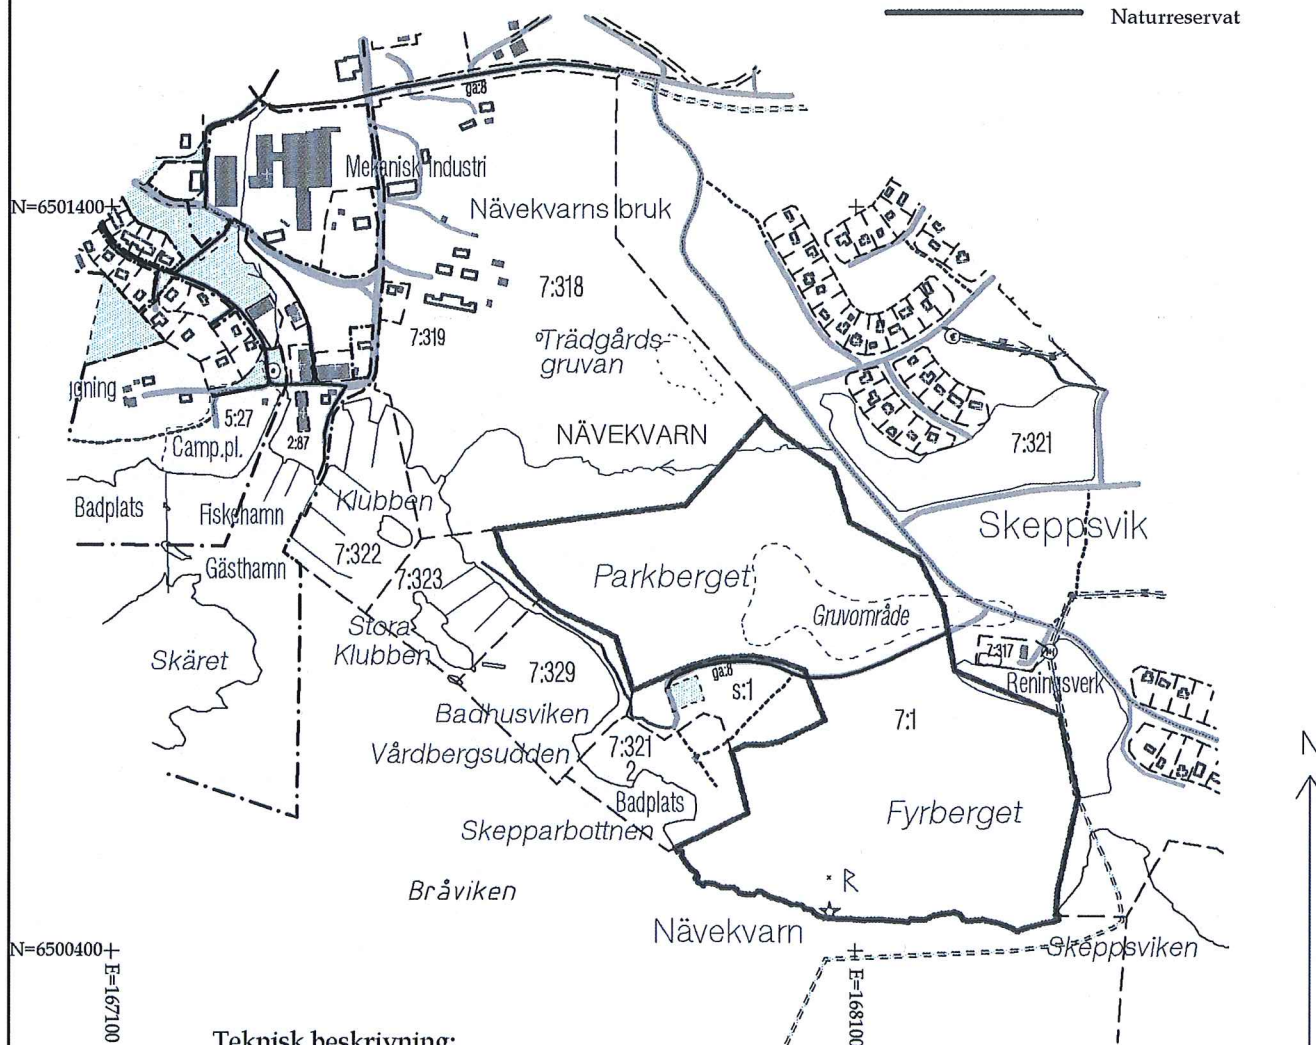 Naturreservat
ga:8
Mekanisk Industri
N=6501400
Nävekvarns bruk
7:318
7:319
Trädgårds-
gruvan
gning
5:27
2:87
Camp.pl.
NÄVEKVARN
7:321
Badplats
Fiskehamn
Klubben
Skeppsvik
Gästhamn
7:322
7:323
Parkberget
Gruvområde
Stora
Klubben
Skäret
7:317
Reningsverk
7:329
ga:8
s:1
Badhusviken
7:1
Vårdbergsudden
7:321
2
N
Badplats
Fyrberget
Skepparbottnen
Bråviken
R
Nävekvarn
Skeppsviken
N=6500400
E=167100
E=168100
Teknisk beskrivning: